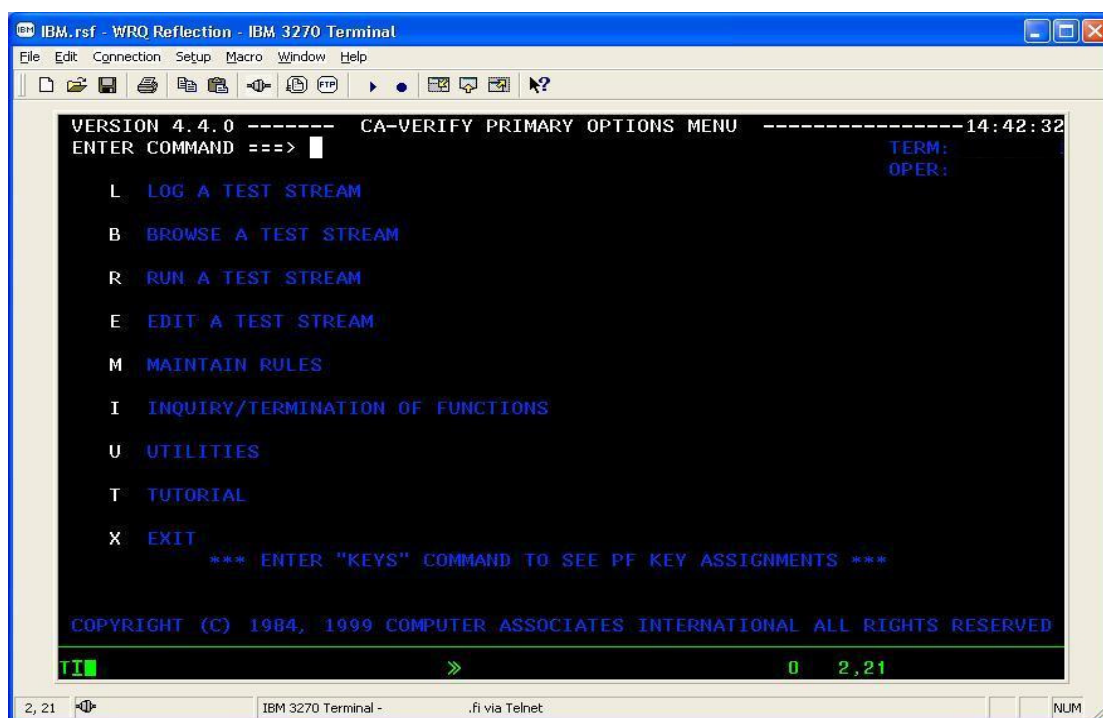 IBM IBM.rsf - WRQ Reflection - IBM 3270 Terminal
File Edit Connection Setup Macro Window Help
FTP ?
VERSION 4.4.0 ------- CA-VERIFY PRIMARY OPTIONS MENU -----------------14:42:32
ENTER COMMAND ===>
TERM:
OPER:
L LOG A TEST STREAM
B BROWSE A TEST STREAM
R RUN A TEST STREAM
E EDIT A TEST STREAM
M MAINTAIN RULES
I INQUIRY/TERMINATION OF FUNCTIONS
U UTILITIES
T TUTORIAL
X EXIT
*** ENTER "KEYS" COMMAND TO SEE PF KEY ASSIGNMENTS ***
COPYRIGHT (C) 1984, 1999 COMPUTER ASSOCIATES INTERNATIONAL ALL RIGHTS RESERVED
TI » 0 2,21
2, 21 IBM 3270 Terminal - .fi via Telnet NUM